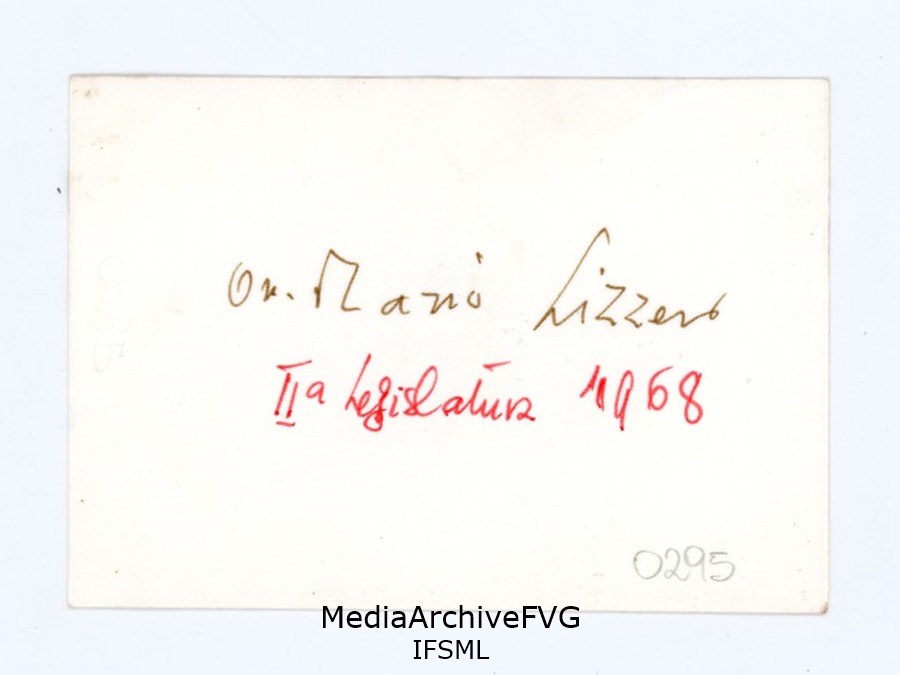 On. Mario Lizzero
IIa Legislatura 1968
0295
MediaArchiveFVG
IFSML